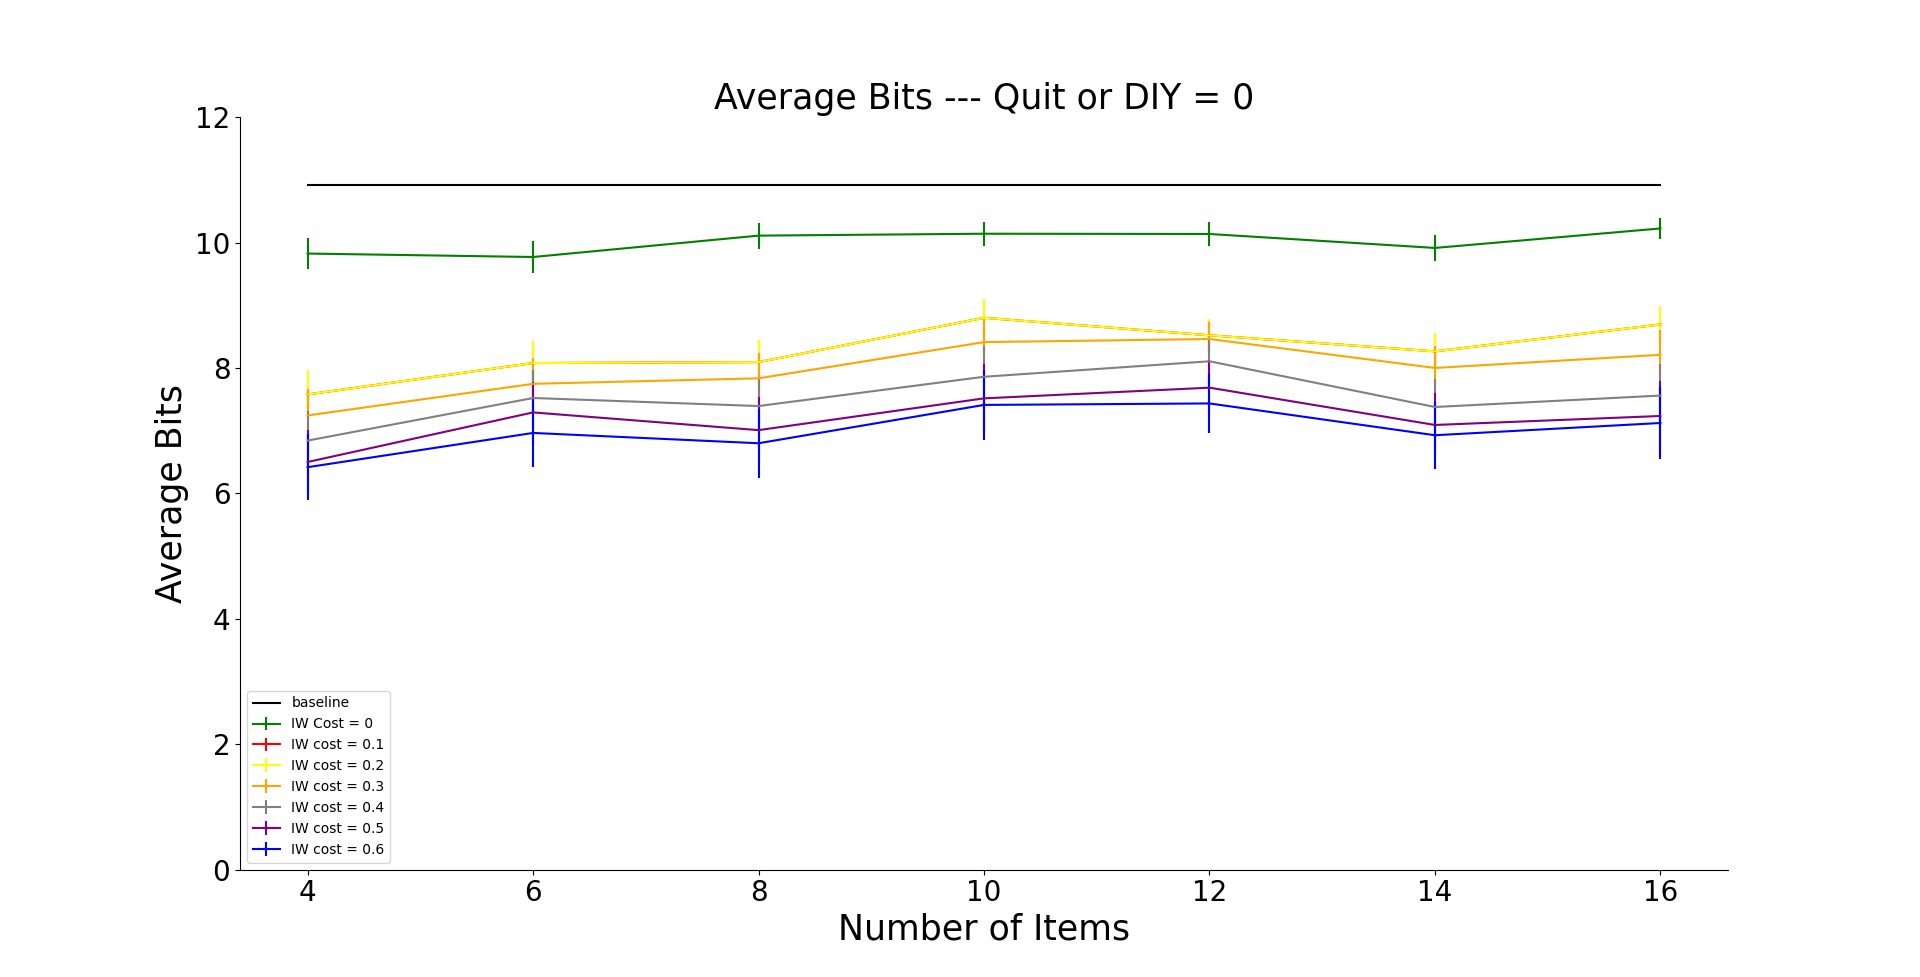 Average Bits --- Quit or DIY = 0
12
10
8
6
4
2
0
Average Bits
baseline
IW Cost = 0
IW cost = 0.1
IW cost = 0.2
IW cost = 0.3
IW cost = 0.4
IW cost = 0.5
IW cost = 0.6
4 6 8 10 12 14 16
Number of Items